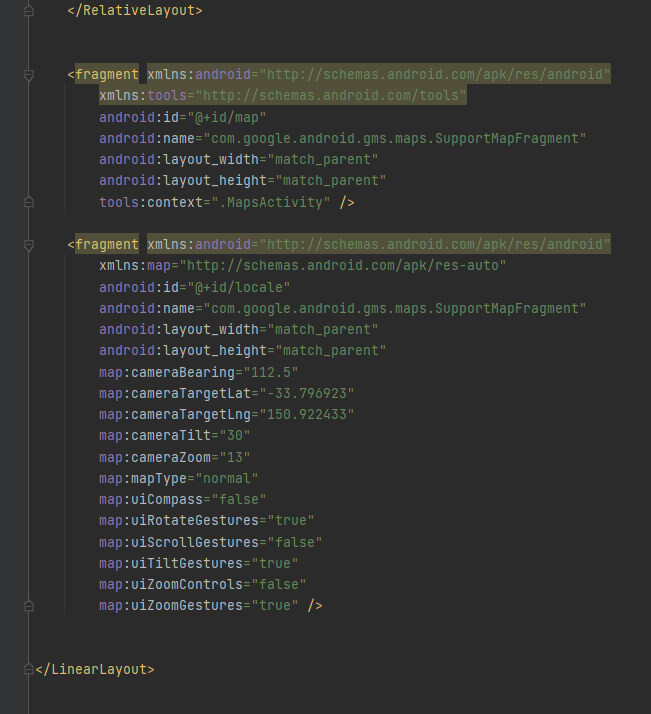 </RelativeLayout>
<fragment xmlns:android="http://schemas.android.com/apk/res/android"
xmlns:tools="http://schemas.android.com/tools"
android:id="@+id/map"
android:name="com.google.android.gms.maps.SupportMapFragment"
android:layout_width="match_parent"
android:layout_height="match_parent"
tools:context=".MapsActivity" />
<fragment xmlns:android="http://schemas.android.com/apk/res/android"
xmlns:map="http://schemas.android.com/apk/res-auto"
android:id="@+id/locale"
android:name="com.google.android.gms.maps.SupportMapFragment"
android:layout_width="match_parent"
android:layout_height="match_parent"
map:cameraBearing="112.5"
map:cameraTargetLat="-33.796923"
map:cameraTargetLng="150.922433"
map:cameraTilt="30"
map:cameraZoom="13"
map:mapType="normal"
map:uiCompass="false"
map:uiRotateGestures="true"
map:uiScrollGestures="false"
map:uiTiltGestures="true"
map:uiZoomControls="false"
map:uiZoomGestures="true" />
</LinearLayout>